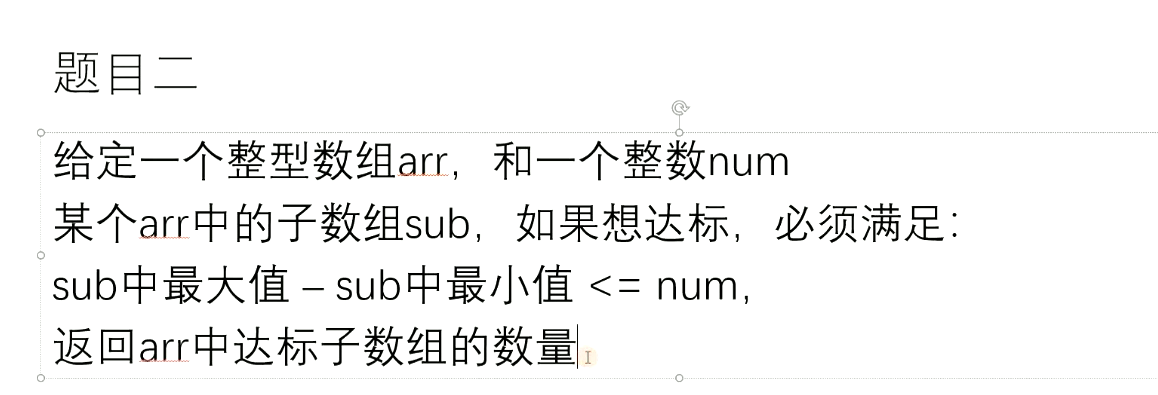 题目二
给定一个整型数组arr，和一个整数num
某个arr中的子数组sub，如果想达标，必须满足：
sub中最大值 – sub中最小值 <= num，
返回arr中达标子数组的数量